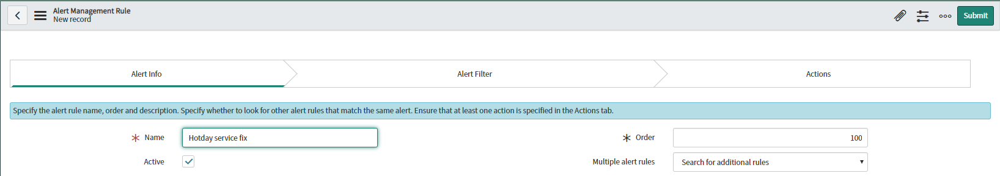 Alert Management Rule
New record
Submit
Alert Info
Alert Filter
Actions
Specify the alert rule name, order and description. Specify whether to look for other alert rules that match the same alert. Ensure that at least one action is specified in the Actions tab.
Name
Hotday service fix
Order
100
Active
Multiple alert rules
Search for additional rules